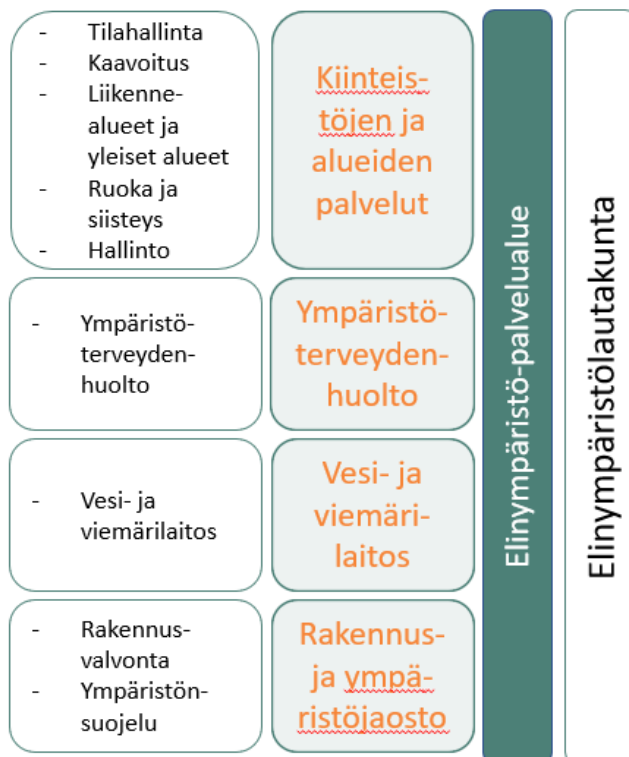 - Tilahallinta
- Kaavoitus
- Liikenne-
alueet ja
yleiset alueet
- Ruoka ja
siisteys
- Hallinto
Kiinteis-
töjen ja
alueiden
palvelut
- Ympäristö-
terveyden-
huolto
Ympäristö-
terveyden-
huolto
- Vesi- ja
viemärilaitos
Vesi- ja
viemäri-
laitos
- Rakennus-
valvonta
- Ympäristön-
suojelu
Rakennus-
ja ympä-
ristöjaosto
Elinympäristö-palvelualue
Elinympäristölautakunta